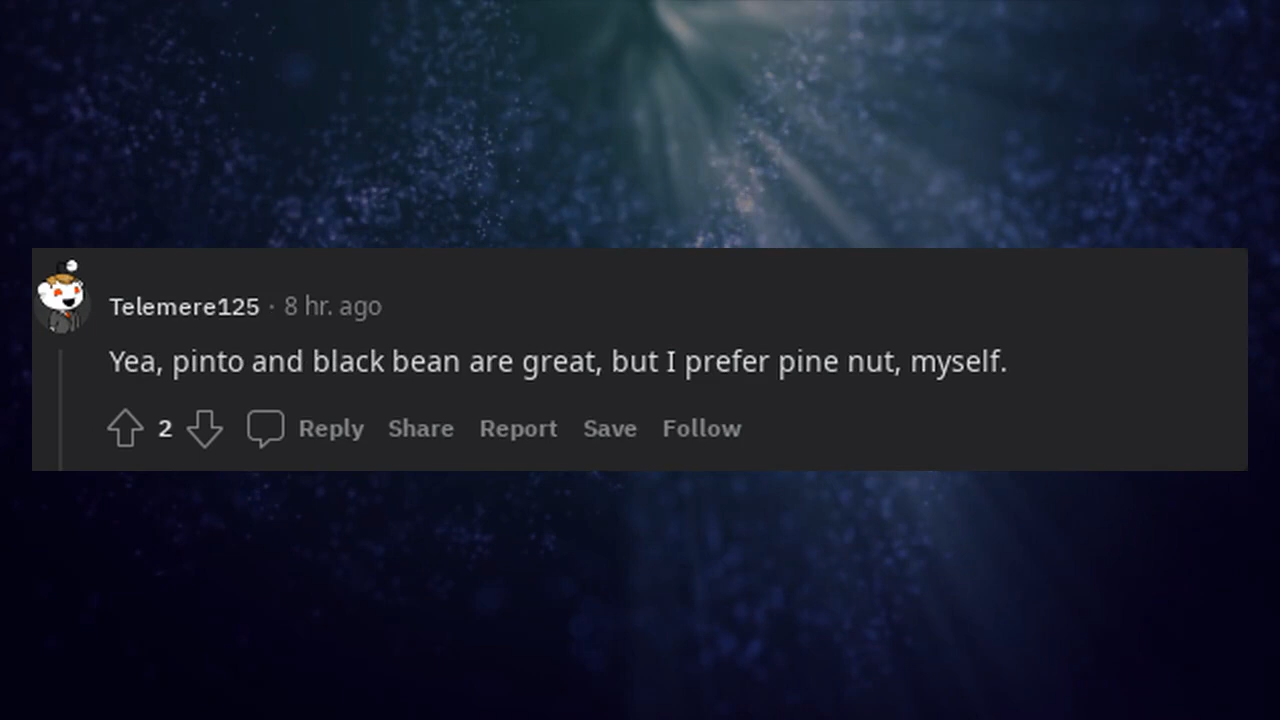 Telemere125 · 8 hr. ago
Yea, pinto and black bean are great, but I prefer pine nut, myself.
2 Reply Share Report Save Follow